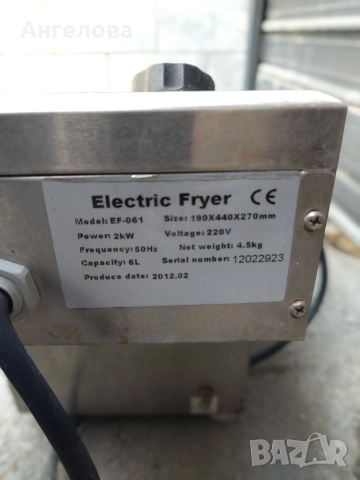 Ангелова
Electric Fryer CE
Model: EF-061 Size: 190X440X270mm
Power: 2kW Voltage: 220V
Frequency: 50Hz Net weight: 4.5kg
Capacity: 6L Serial number: 12022923
Produce date: 2012.02
BAZAR
bg